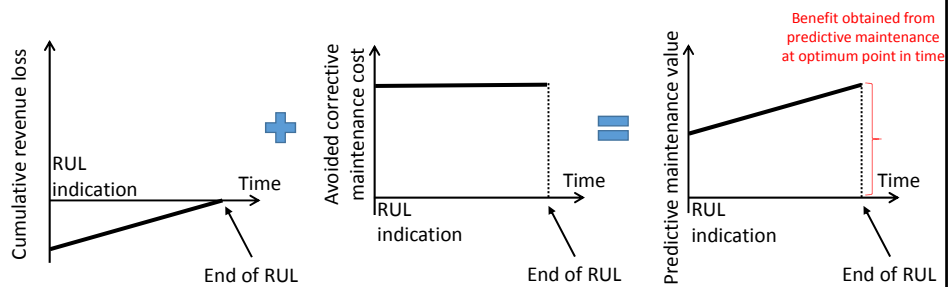 Cumulative revenue loss
RUL
indication
Time
End of RUL
Avoided corrective
maintenance cost
Time
RUL
indication
End of RUL
Benefit obtained from
predictive maintenance
at optimum point in time
Predictive maintenance value
Time
RUL
indication
End of RUL